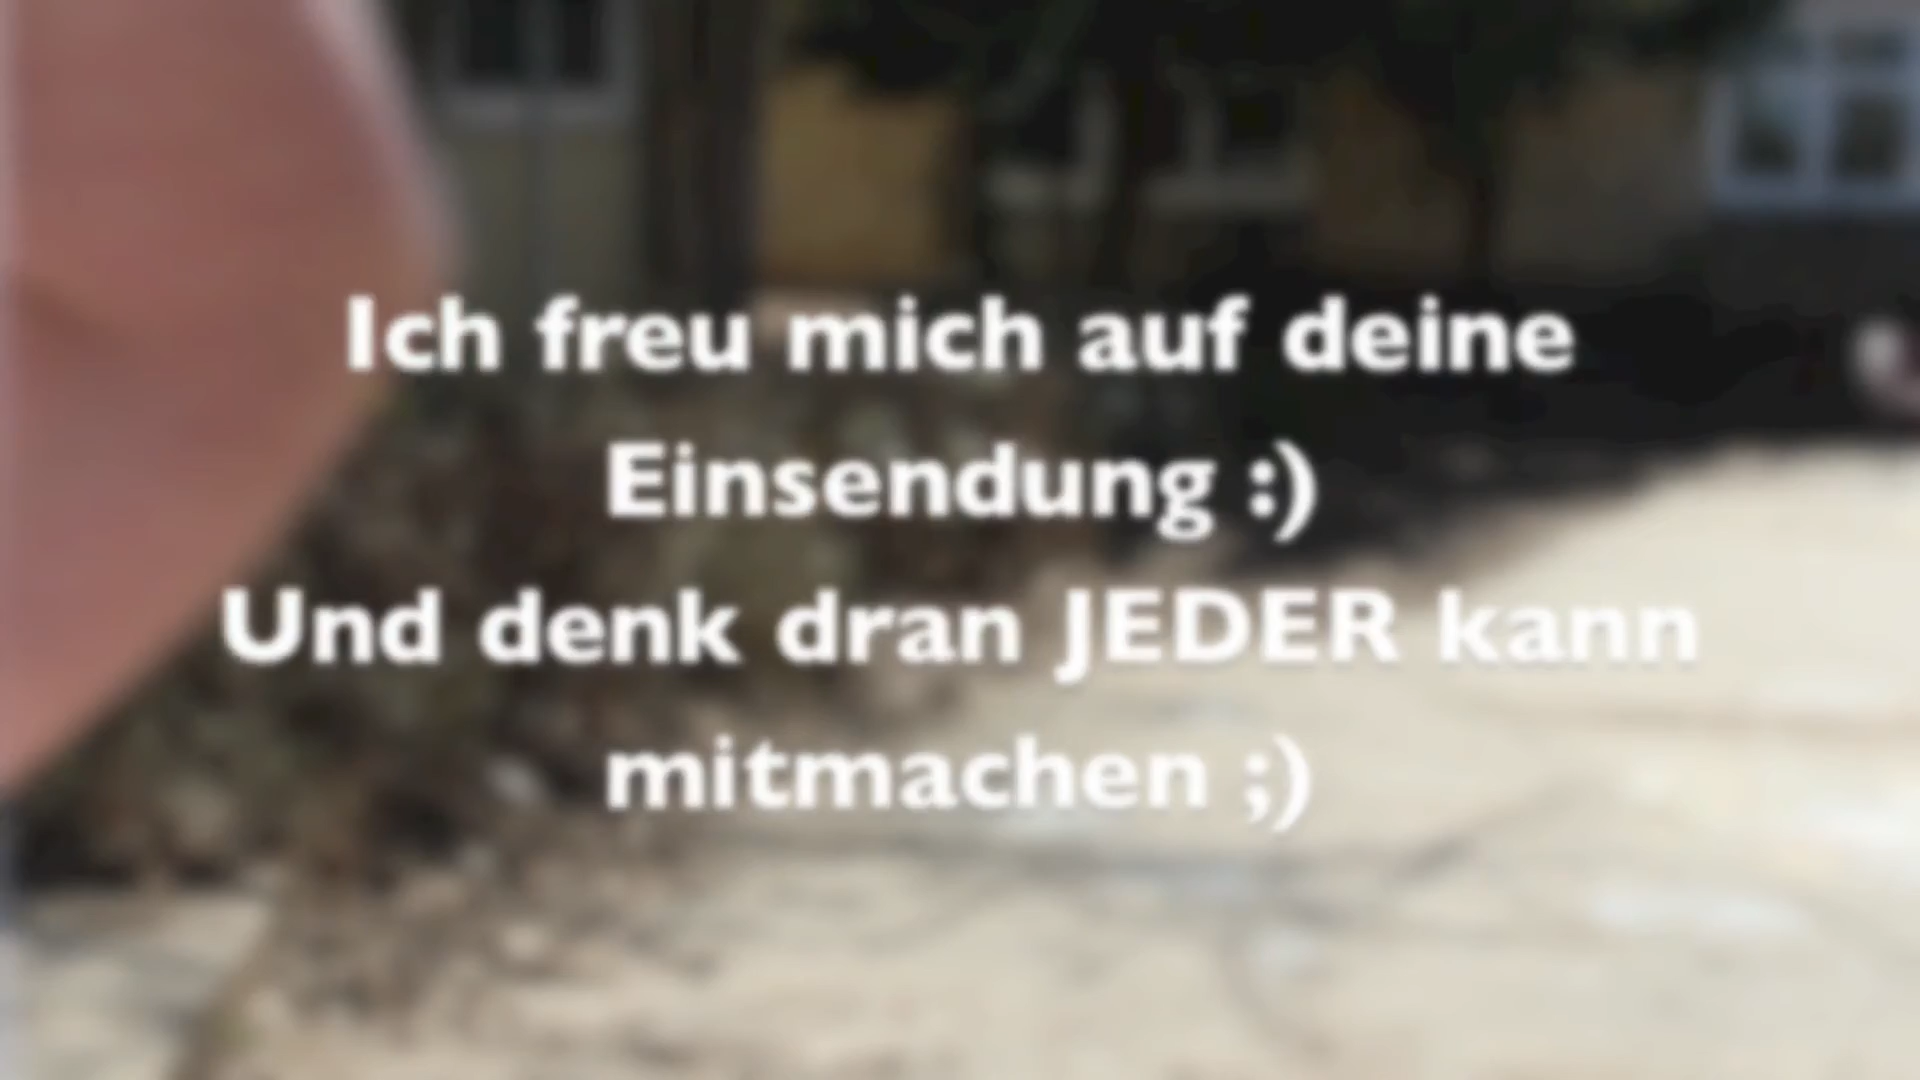 Ich freu mich auf deine
Einsendung :)
Und denk dran JEDER kann
mitmachen ;)